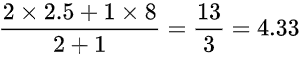 (2 × 2.5 + 1 × 8) / (2 + 1) = 13 / 3 = 4.33